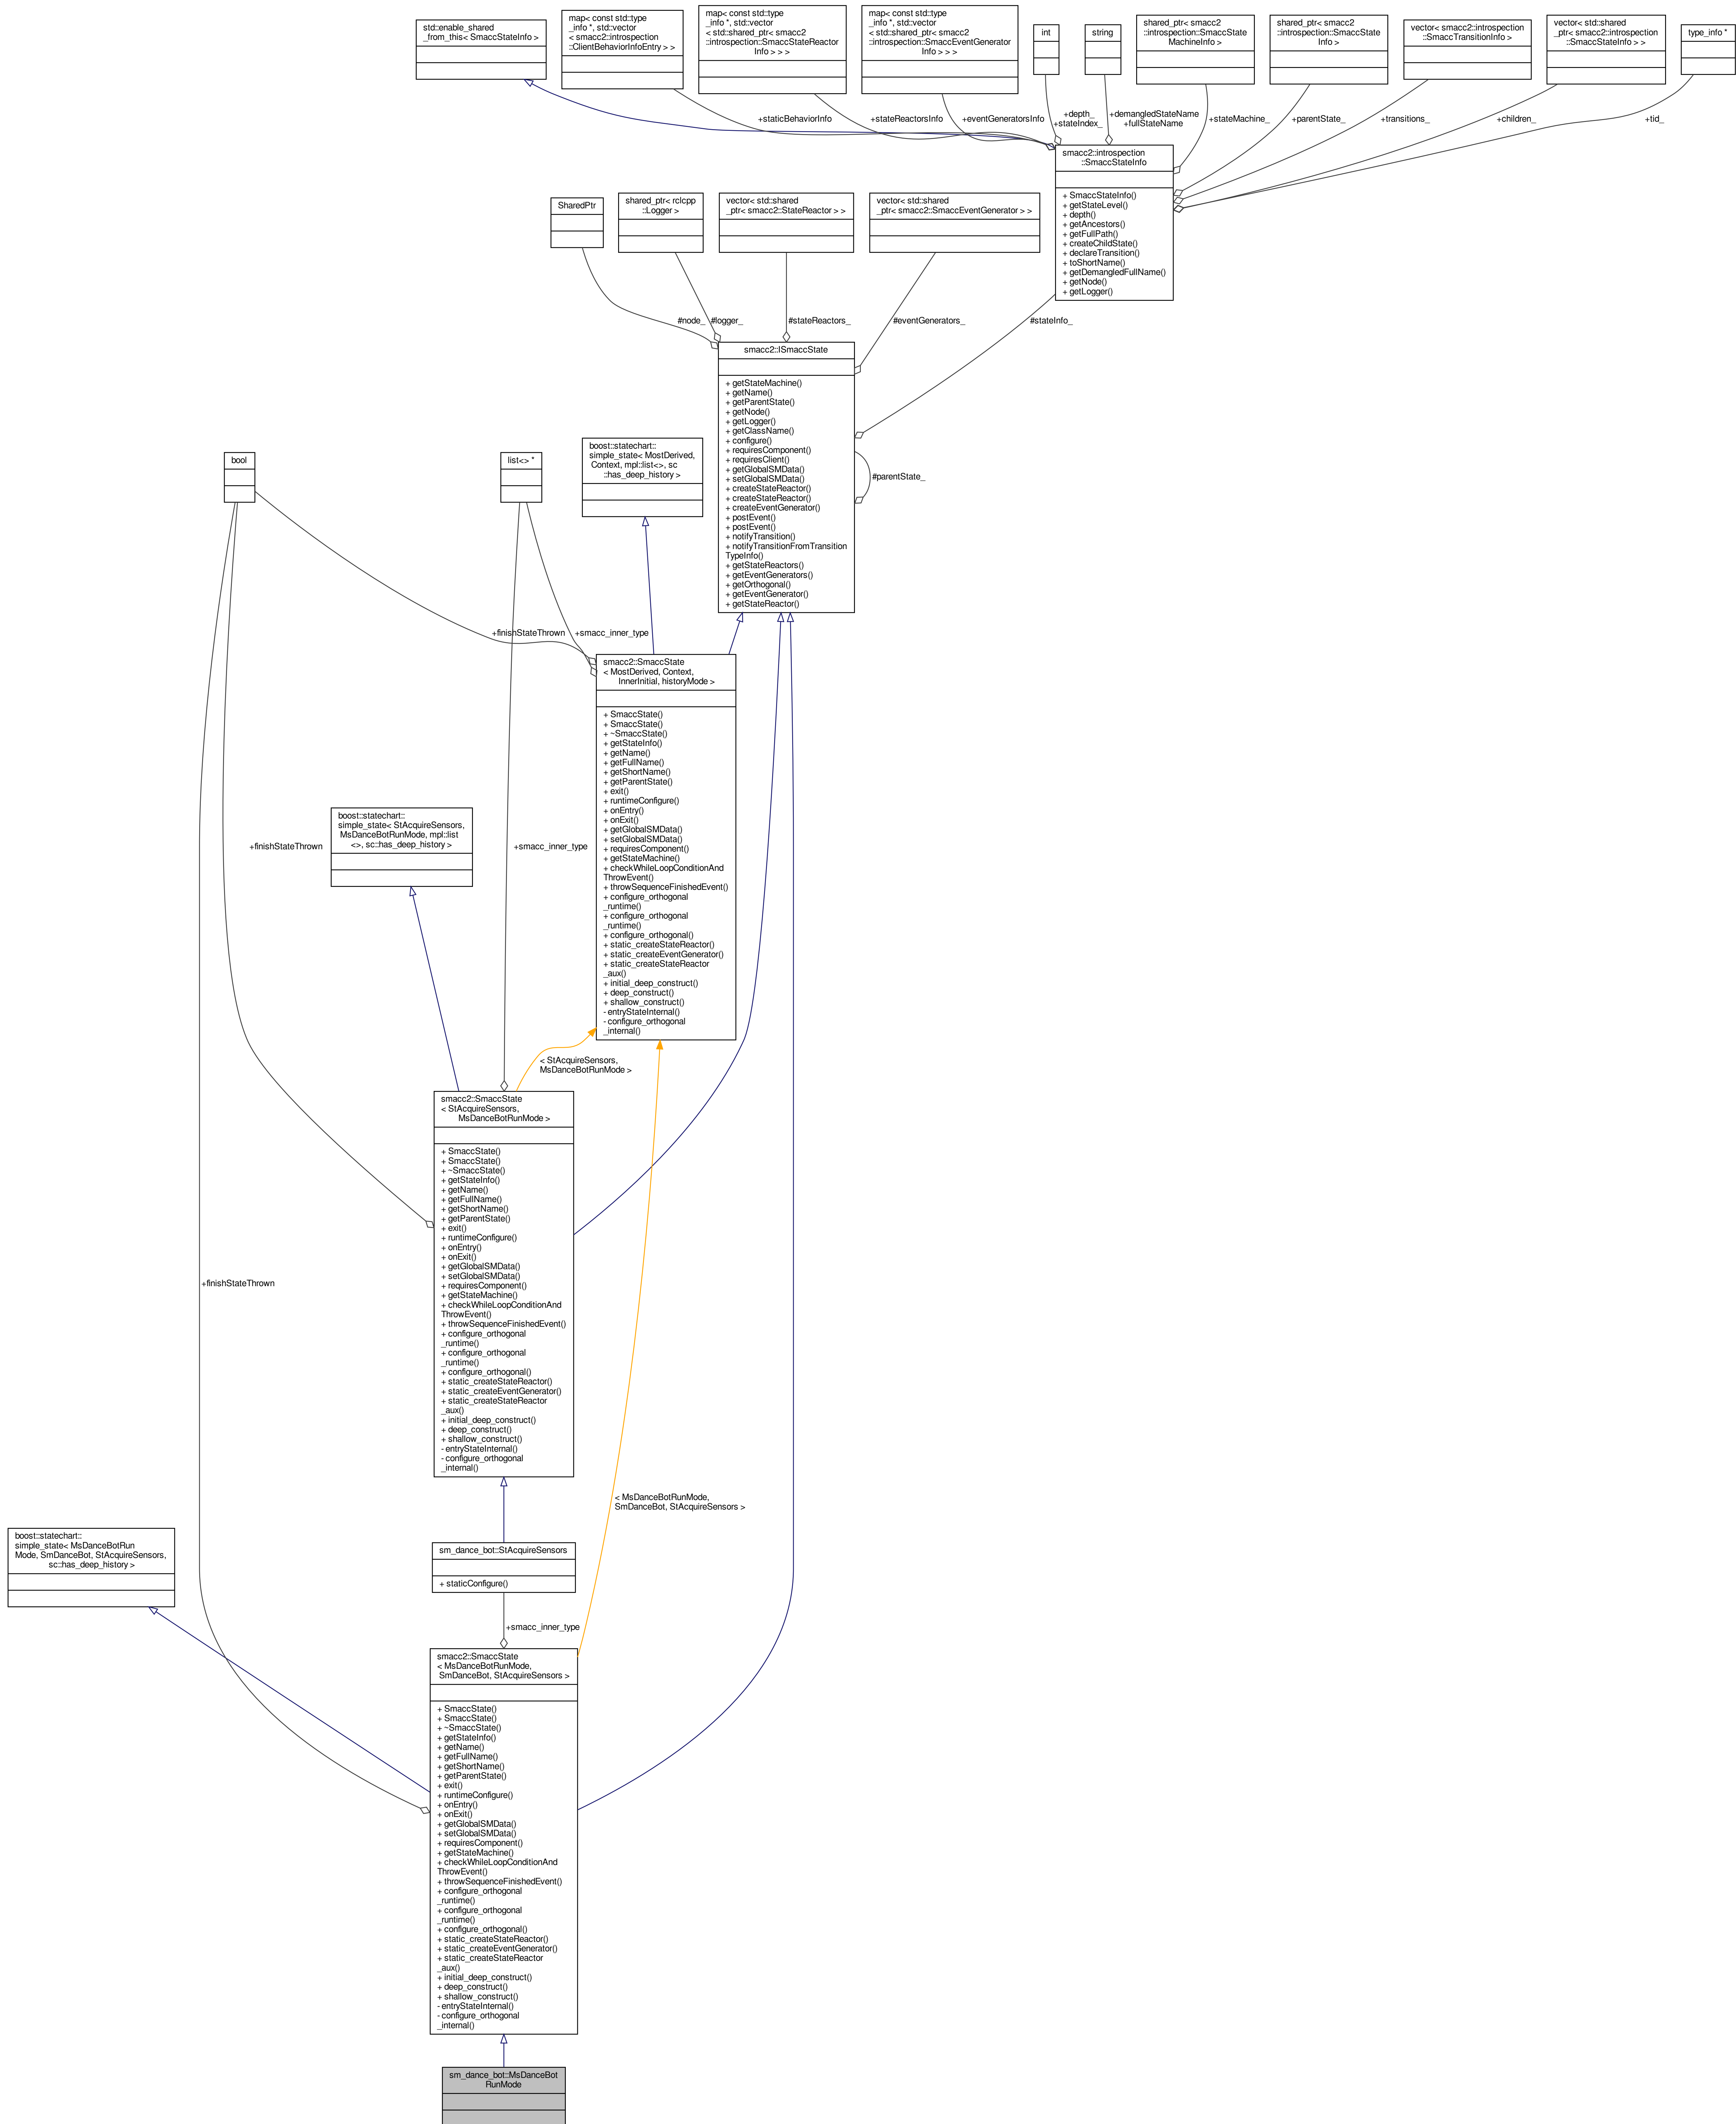 std::enable_shared
_from_this< SmaccStateInfo >
map< const std::type
_info *, std::vector
< smacc2::introspection
::ClientBehaviorInfoEntry > >
map< const std::type
_info *, std::vector
< std::shared_ptr< smacc2
::introspection::SmaccStateReactor
Info > > >
map< const std::type
_info *, std::vector
< std::shared_ptr< smacc2
::introspection::SmaccEventGenerator
Info > > >
int
string
shared_ptr< smacc2
::introspection::SmaccState
MachineInfo >
shared_ptr< smacc2
::introspection::SmaccState
Info >
vector< smacc2::introspection
::SmaccTransitionInfo >
vector< std::shared
_ptr< smacc2::introspection
::SmaccStateInfo > >
type_info *
+staticBehaviorInfo
+stateReactorsInfo
+eventGeneratorsInfo
+depth_
+stateIndex_
+demangledStateName
+fullStateName
+stateMachine_
+parentState_
+transitions_
+children_
+tid_
smacc2::introspection
::SmaccStateInfo
+ SmaccStateInfo()
+ getStateLevel()
+ depth()
+ getAncestors()
+ getFullPath()
+ createChildState()
+ declareTransition()
+ toShortName()
+ getDemangledFullName()
+ getNode()
+ getLogger()
SharedPtr
shared_ptr< rclcpp
::Logger >
vector< std::shared
_ptr< smacc2::StateReactor > >
vector< std::shared
_ptr< smacc2::SmaccEventGenerator > >
#node_
#logger_
#stateReactors_
#eventGenerators_
#stateInfo_
smacc2::ISmaccState
+ getStateMachine()
+ getName()
+ getParentState()
+ getNode()
+ getLogger()
+ getClassName()
+ configure()
+ requiresComponent()
+ requiresClient()
+ getGlobalSMData()
+ setGlobalSMData()
+ createStateReactor()
+ createStateReactor()
+ createEventGenerator()
+ postEvent()
+ postEvent()
+ notifyTransition()
+ notifyTransitionFromTransition
TypeInfo()
+ getStateReactors()
+ getEventGenerators()
+ getOrthogonal()
+ getEventGenerator()
+ getStateReactor()
#parentState_
bool
list<> *
boost::statechart::
simple_state< MostDerived,
Context, mpl::list<>, sc
::has_deep_history >
+finishStateThrown
+smacc_inner_type
smacc2::SmaccState
< MostDerived, Context,
InnerInitial, historyMode >
+ SmaccState()
+ SmaccState()
+ ~SmaccState()
+ getStateInfo()
+ getName()
+ getFullName()
+ getShortName()
+ getParentState()
+ exit()
+ runtimeConfigure()
+ onEntry()
+ onExit()
+ getGlobalSMData()
+ setGlobalSMData()
+ requiresComponent()
+ getStateMachine()
+ checkWhileLoopConditionAnd
ThrowEvent()
+ throwSequenceFinishedEvent()
+ configure_orthogonal
_runtime()
+ configure_orthogonal
_runtime()
+ configure_orthogonal()
+ static_createStateReactor()
+ static_createEventGenerator()
+ static_createStateReactor
_aux()
+ initial_deep_construct()
+ deep_construct()
+ shallow_construct()
- entryStateInternal()
- configure_orthogonal
_internal()
boost::statechart::
simple_state< StAcquireSensors,
MsDanceBotRunMode, mpl::list
<>, sc::has_deep_history >
+finishStateThrown
+smacc_inner_type
< StAcquireSensors,
MsDanceBotRunMode >
smacc2::SmaccState
< StAcquireSensors,
MsDanceBotRunMode >
+ SmaccState()
+ SmaccState()
+ ~SmaccState()
+ getStateInfo()
+ getName()
+ getFullName()
+ getShortName()
+ getParentState()
+ exit()
+ runtimeConfigure()
+ onEntry()
+ onExit()
+ getGlobalSMData()
+ setGlobalSMData()
+ requiresComponent()
+ getStateMachine()
+ checkWhileLoopConditionAnd
ThrowEvent()
+ throwSequenceFinishedEvent()
+ configure_orthogonal
_runtime()
+ configure_orthogonal
_runtime()
+ configure_orthogonal()
+ static_createStateReactor()
+ static_createEventGenerator()
+ static_createStateReactor
_aux()
+ initial_deep_construct()
+ deep_construct()
+ shallow_construct()
- entryStateInternal()
- configure_orthogonal
_internal()
+finishStateThrown
< MsDanceBotRunMode,
SmDanceBot, StAcquireSensors >
boost::statechart::
simple_state< MsDanceBotRun
Mode, SmDanceBot, StAcquireSensors,
sc::has_deep_history >
sm_dance_bot::StAcquireSensors
+ staticConfigure()
+smacc_inner_type
smacc2::SmaccState
< MsDanceBotRunMode,
SmDanceBot, StAcquireSensors >
+ SmaccState()
+ SmaccState()
+ ~SmaccState()
+ getStateInfo()
+ getName()
+ getFullName()
+ getShortName()
+ getParentState()
+ exit()
+ runtimeConfigure()
+ onEntry()
+ onExit()
+ getGlobalSMData()
+ setGlobalSMData()
+ requiresComponent()
+ getStateMachine()
+ checkWhileLoopConditionAnd
ThrowEvent()
+ throwSequenceFinishedEvent()
+ configure_orthogonal
_runtime()
+ configure_orthogonal
_runtime()
+ configure_orthogonal()
+ static_createStateReactor()
+ static_createEventGenerator()
+ static_createStateReactor
_aux()
+ initial_deep_construct()
+ deep_construct()
+ shallow_construct()
- entryStateInternal()
- configure_orthogonal
_internal()
sm_dance_bot::MsDanceBot
RunMode